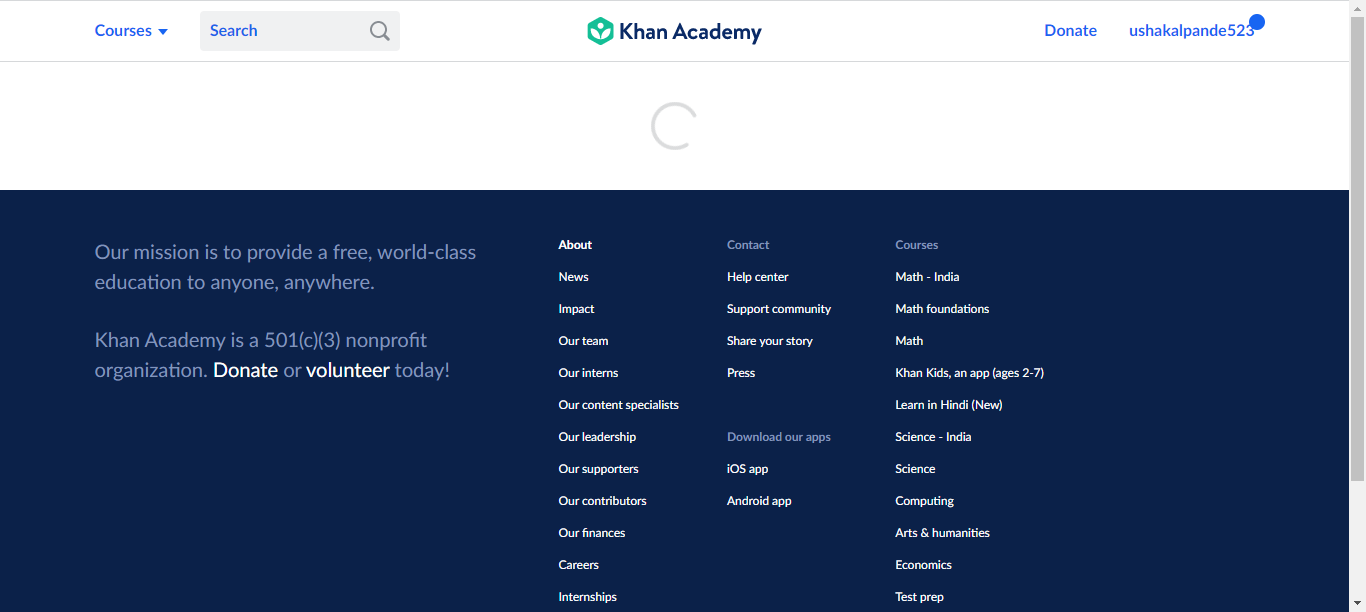 Courses
Search
Khan Academy
Donate
ushakalpande523
Our mission is to provide a free, world-class
education to anyone, anywhere.
Khan Academy is a 501(c)(3) nonprofit
organization. Donate or volunteer today!
About
News
Impact
Our team
Our interns
Our content specialists
Our leadership
Our supporters
Our contributors
Our finances
Careers
Internships
Contact
Help center
Support community
Share your story
Press
Download our apps
iOS app
Android app
Courses
Math - India
Math foundations
Math
Khan Kids, an app (ages 2-7)
Learn in Hindi (New)
Science - India
Science
Computing
Arts & humanities
Economics
Test prep